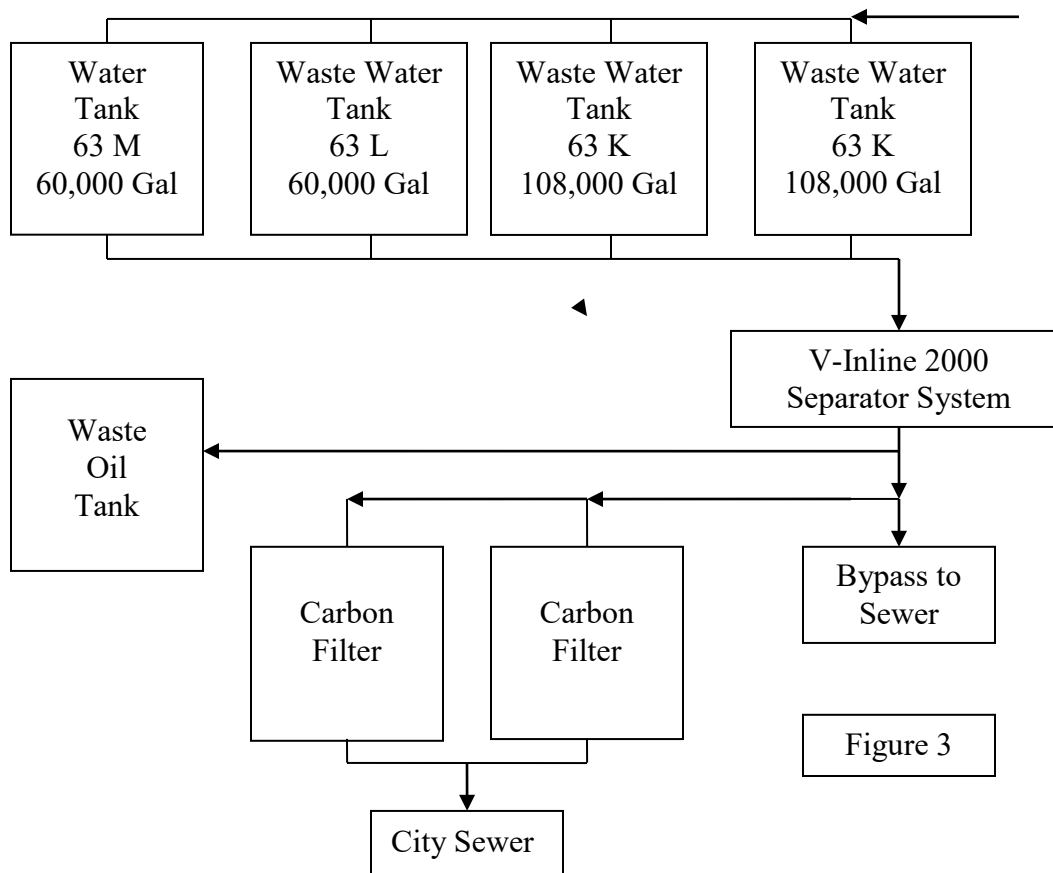 Water
Tank
63 M
60,000 Gal
Waste Water
Tank
63 L
60,000 Gal
Waste Water
Tank
63 K
108,000 Gal
Waste Water
Tank
63 K
108,000 Gal
V-Inline 2000
Separator System
Waste
Oil
Tank
Carbon
Filter
Carbon
Filter
Bypass to
Sewer
Figure 3
City Sewer